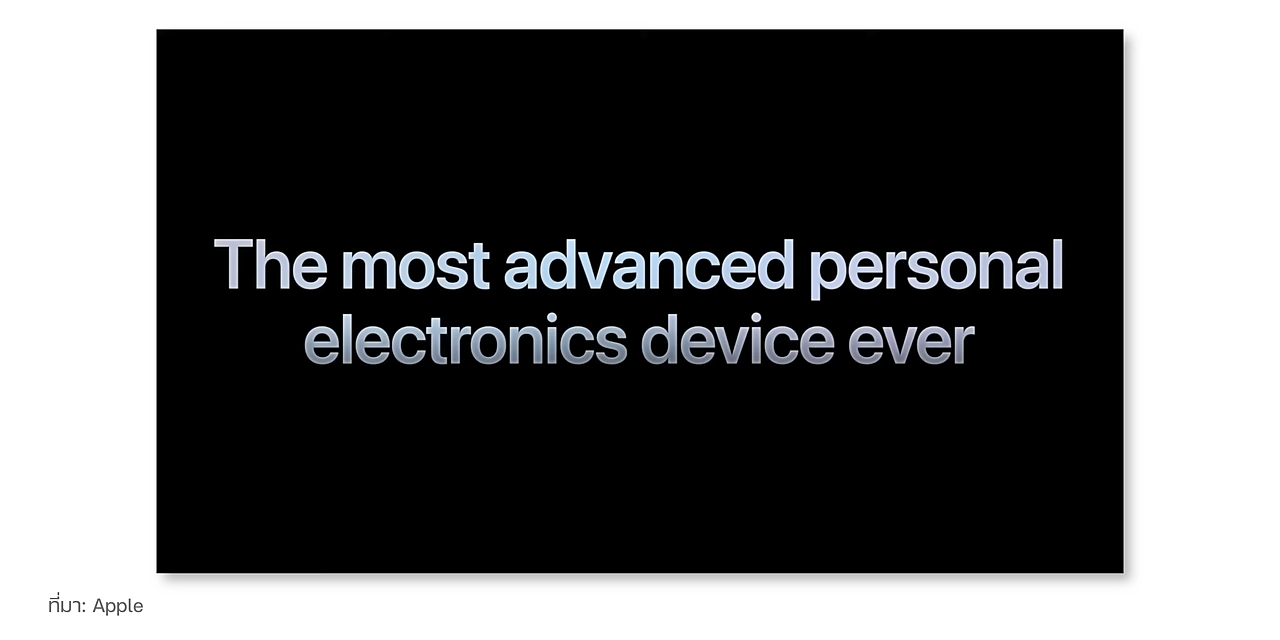 The most advanced personal
electronics device ever
ที่มา: Apple